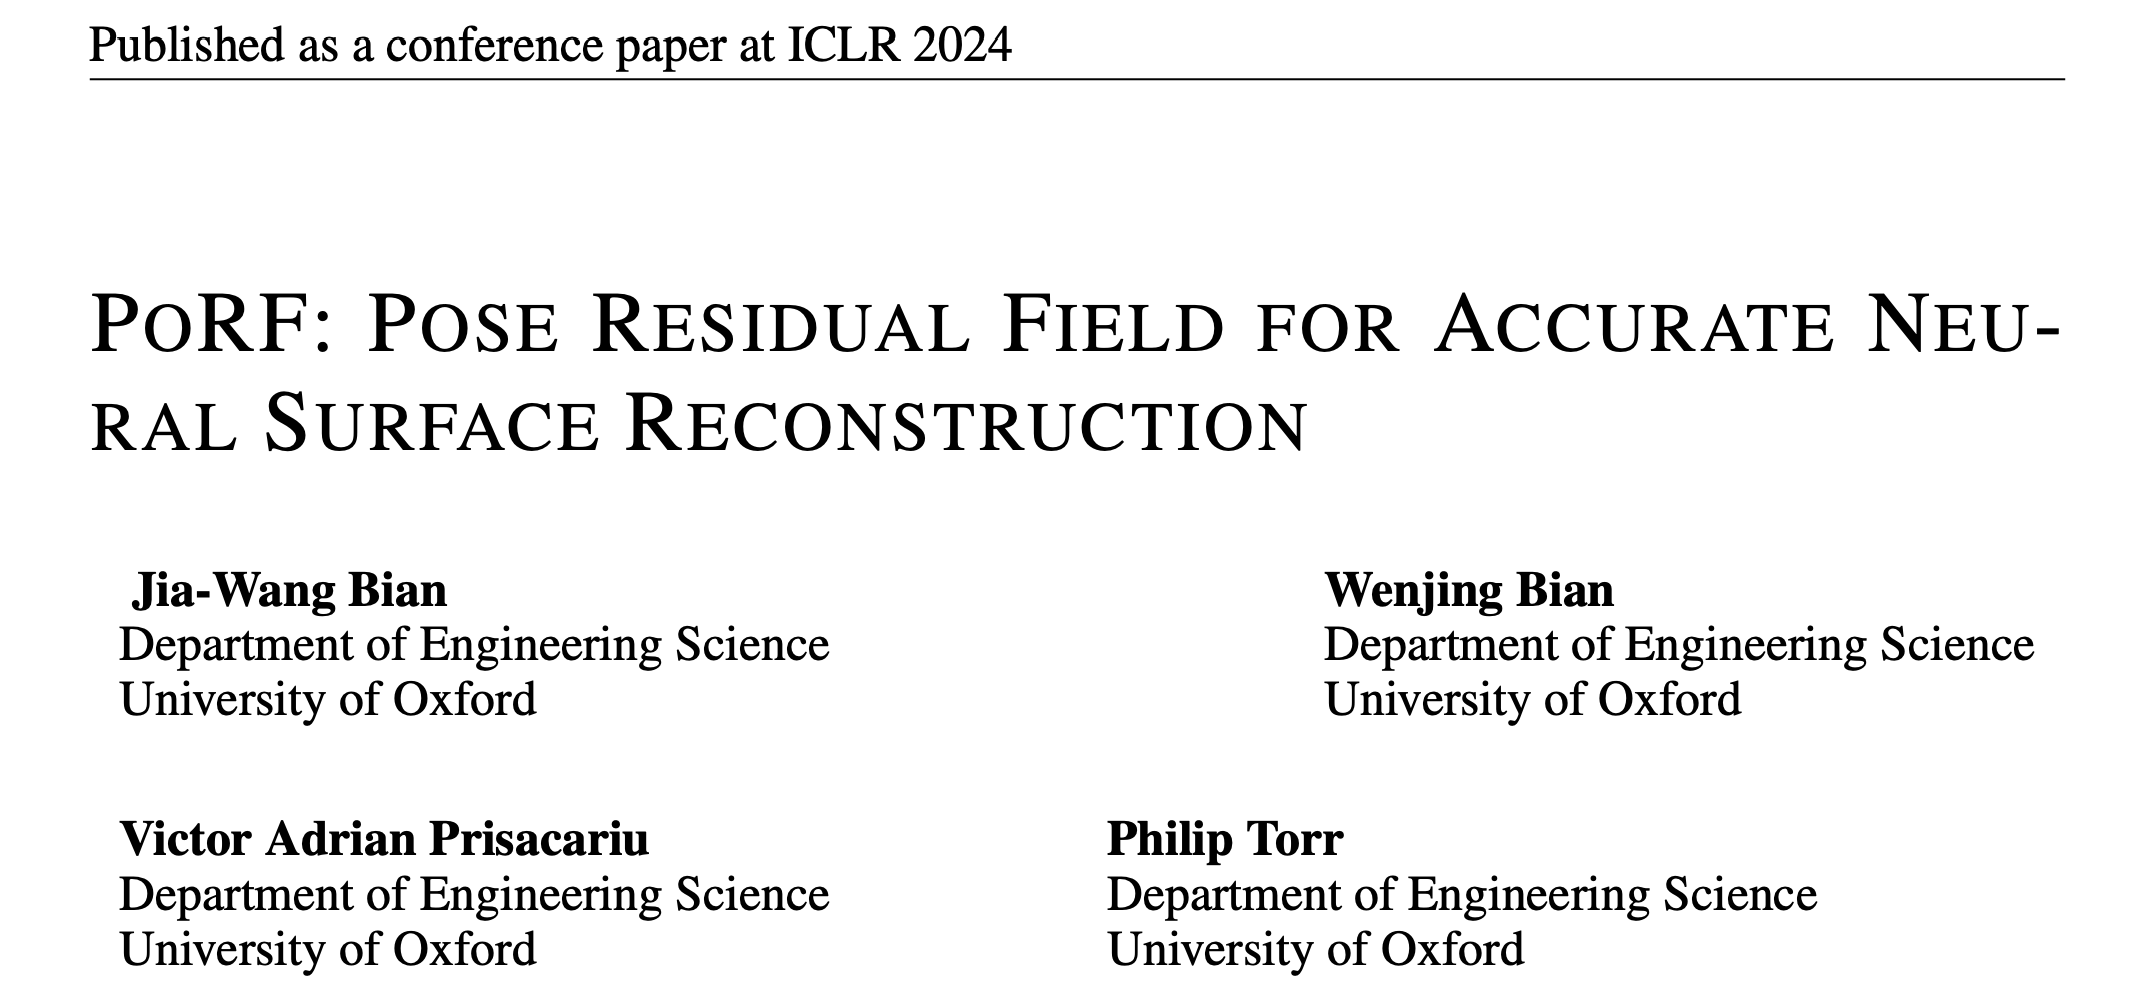 Published as a conference paper at ICLR 2024
PORF: POSE RESIDUAL FIELD FOR ACCURATE NEU-
RAL SURFACE RECONSTRUCTION
Jia-Wang Bian
Department of Engineering Science
University of Oxford
Wenjing Bian
Department of Engineering Science
University of Oxford
Victor Adrian Prisacariu
Department of Engineering Science
University of Oxford
Philip Torr
Department of Engineering Science
University of Oxford